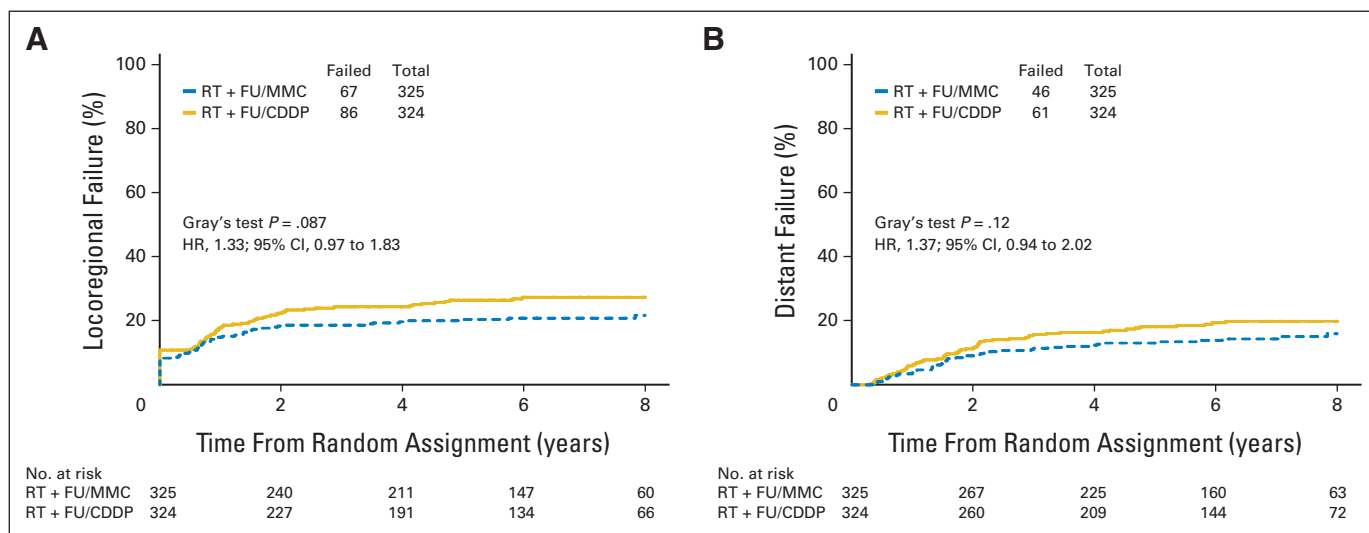 A
Locoregional Failure (%)
100
80
60
40
20
0
Failed Total
RT + FU/MMC 67 325
RT + FU/CDDP 86 324
Gray's test P = .087
HR, 1.33; 95% CI, 0.97 to 1.83
2 4 6 8
Time From Random Assignment (years)
No. at risk
RT + FU/MMC 325 240 211 147 60
RT + FU/CDDP 324 227 191 134 66
B
Distant Failure (%)
100
80
60
40
20
0
Failed Total
RT + FU/MMC 46 325
RT + FU/CDDP 61 324
Gray's test P = .12
HR, 1.37; 95% CI, 0.94 to 2.02
2 4 6 8
Time From Random Assignment (years)
No. at risk
RT + FU/MMC 325 267 225 160 63
RT + FU/CDDP 324 260 209 144 72